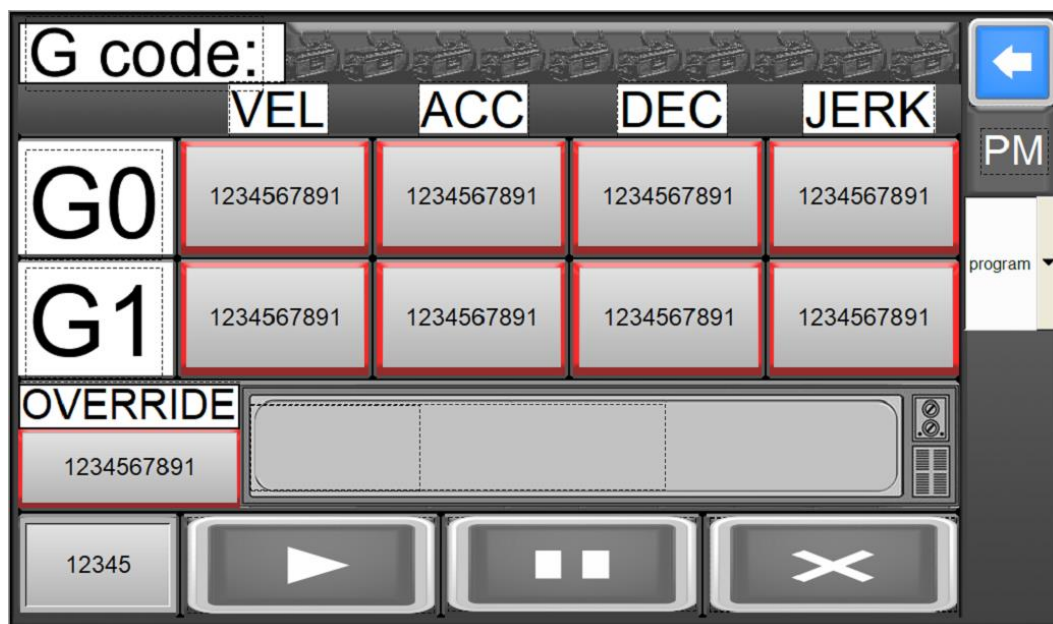 G code:
VEL ACC DEC JERK
PM
G0 1234567891 1234567891 1234567891 1234567891
program
G1 1234567891 1234567891 1234567891 1234567891
OVERRIDE
1234567891
12345